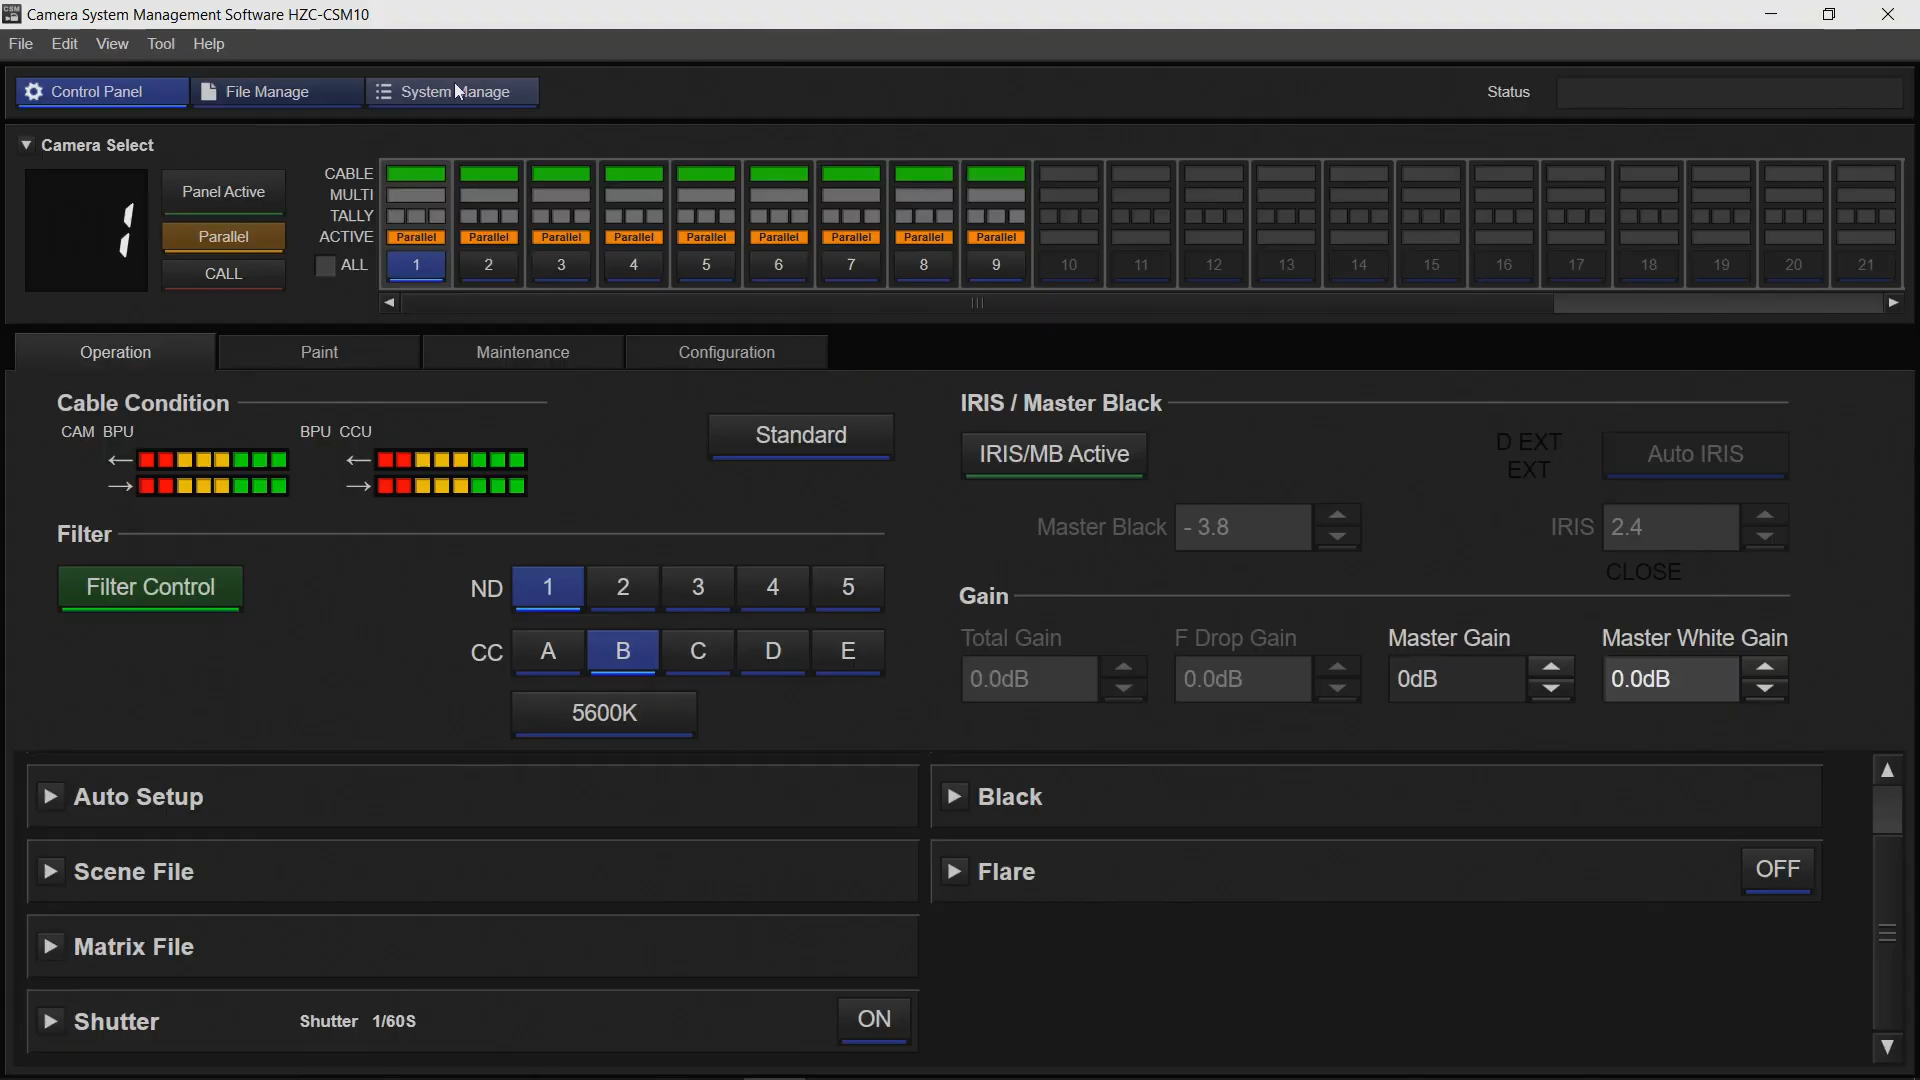 Camera System Management Software HZC-CSM10
File Edit View Tool Help
Control Panel File Manage System Manage Status
Camera Select
Panel Active
Parallel
CALL
1
CABLE
MULTI
TALLY
ACTIVE Parallel Parallel Parallel Parallel Parallel Parallel Parallel Parallel Parallel
ALL 1 2 3 4 5 6 7 8 9 10 11 12 13 14 15 16 17 18 19 20 21
Operation Paint Maintenance Configuration
Cable Condition
CAM BPU BPU CCU
Standard
Filter
Filter Control
ND 1 2 3 4 5
CC A B C D E
5600K
IRIS / Master Black
IRIS/MB Active
D EXT
EXT
Auto IRIS
Master Black - 3.8
IRIS 2.4
CLOSE
Gain
Total Gain F Drop Gain Master Gain Master White Gain
0.0dB 0.0dB 0dB 0.0dB
Auto Setup
Scene File
Matrix File
Shutter Shutter 1/60S ON
Black
Flare OFF